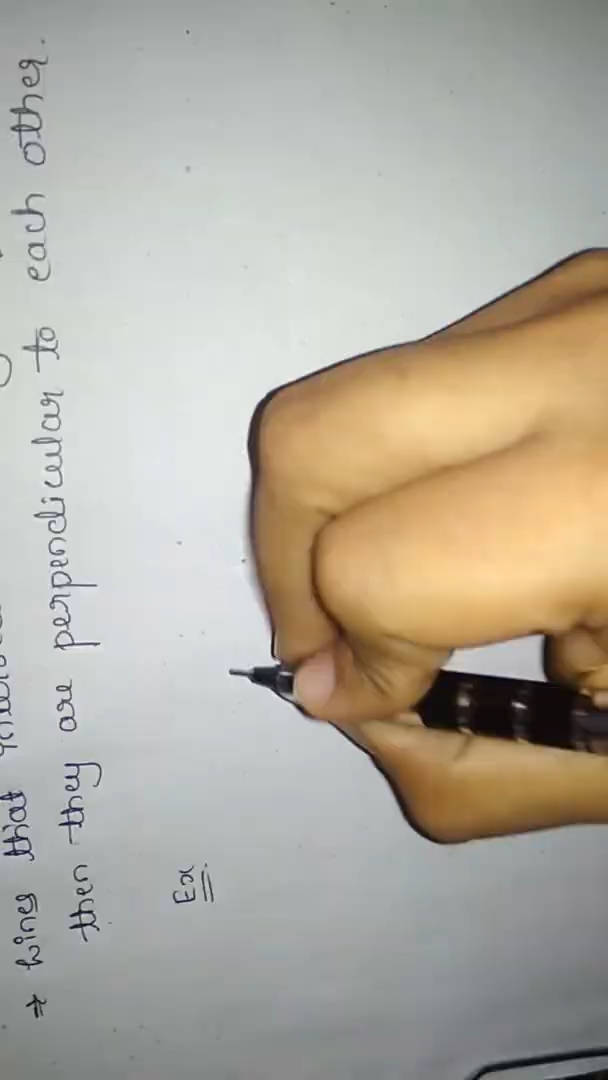 ⇒ Lines that
then they are perpendicular to each other.
Ex.